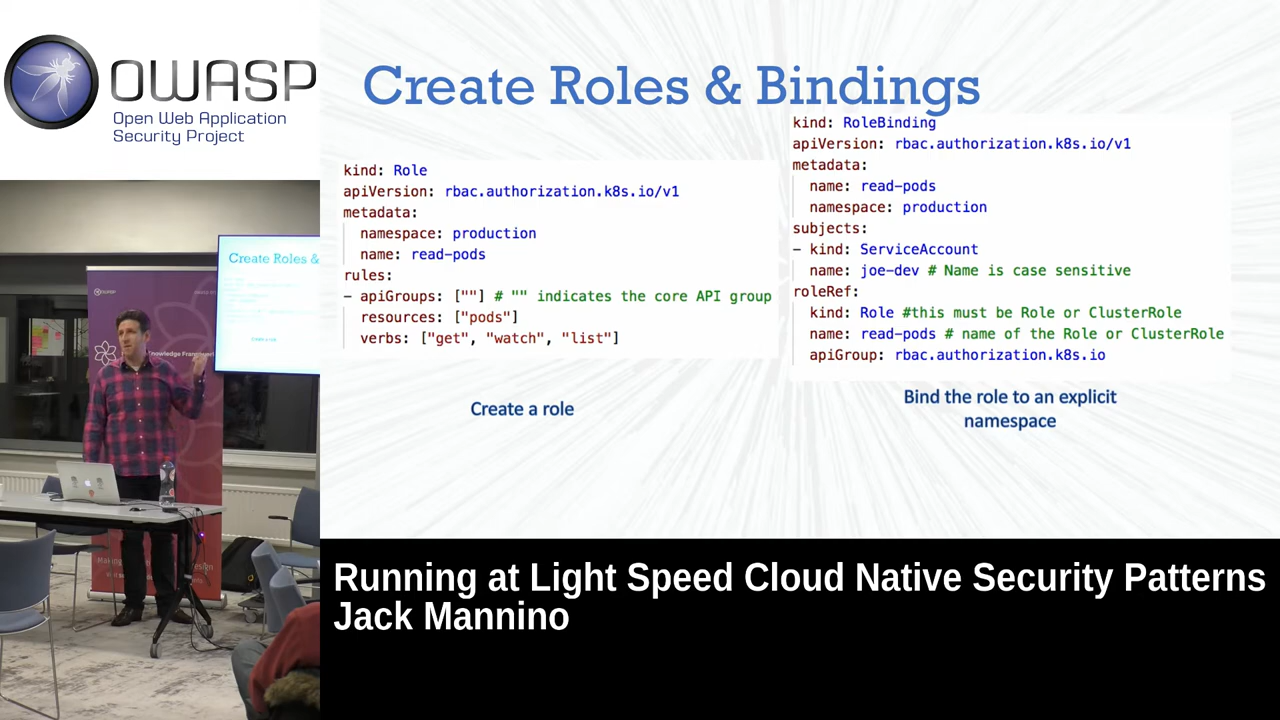 OWASP
Open Web Application
Security Project
Create Roles & Bindings
kind: Role
apiVersion: rbac.authorization.k8s.io/v1
metadata:
namespace: production
name: read-pods
rules:
- apiGroups: [""] # "" indicates the core API group
resources: ["pods"]
verbs: ["get", "watch", "list"]
Create a role
kind: RoleBinding
apiVersion: rbac.authorization.k8s.io/v1
metadata:
name: read-pods
namespace: production
subjects:
- kind: ServiceAccount
name: joe-dev # Name is case sensitive
roleRef:
kind: Role #this must be Role or ClusterRole
name: read-pods # name of the Role or ClusterRole
apiGroup: rbac.authorization.k8s.io
Bind the role to an explicit
namespace
Create Roles &
OWASP
Knowledge Framework
Running at Light Speed Cloud Native Security Patterns
Jack Mannino